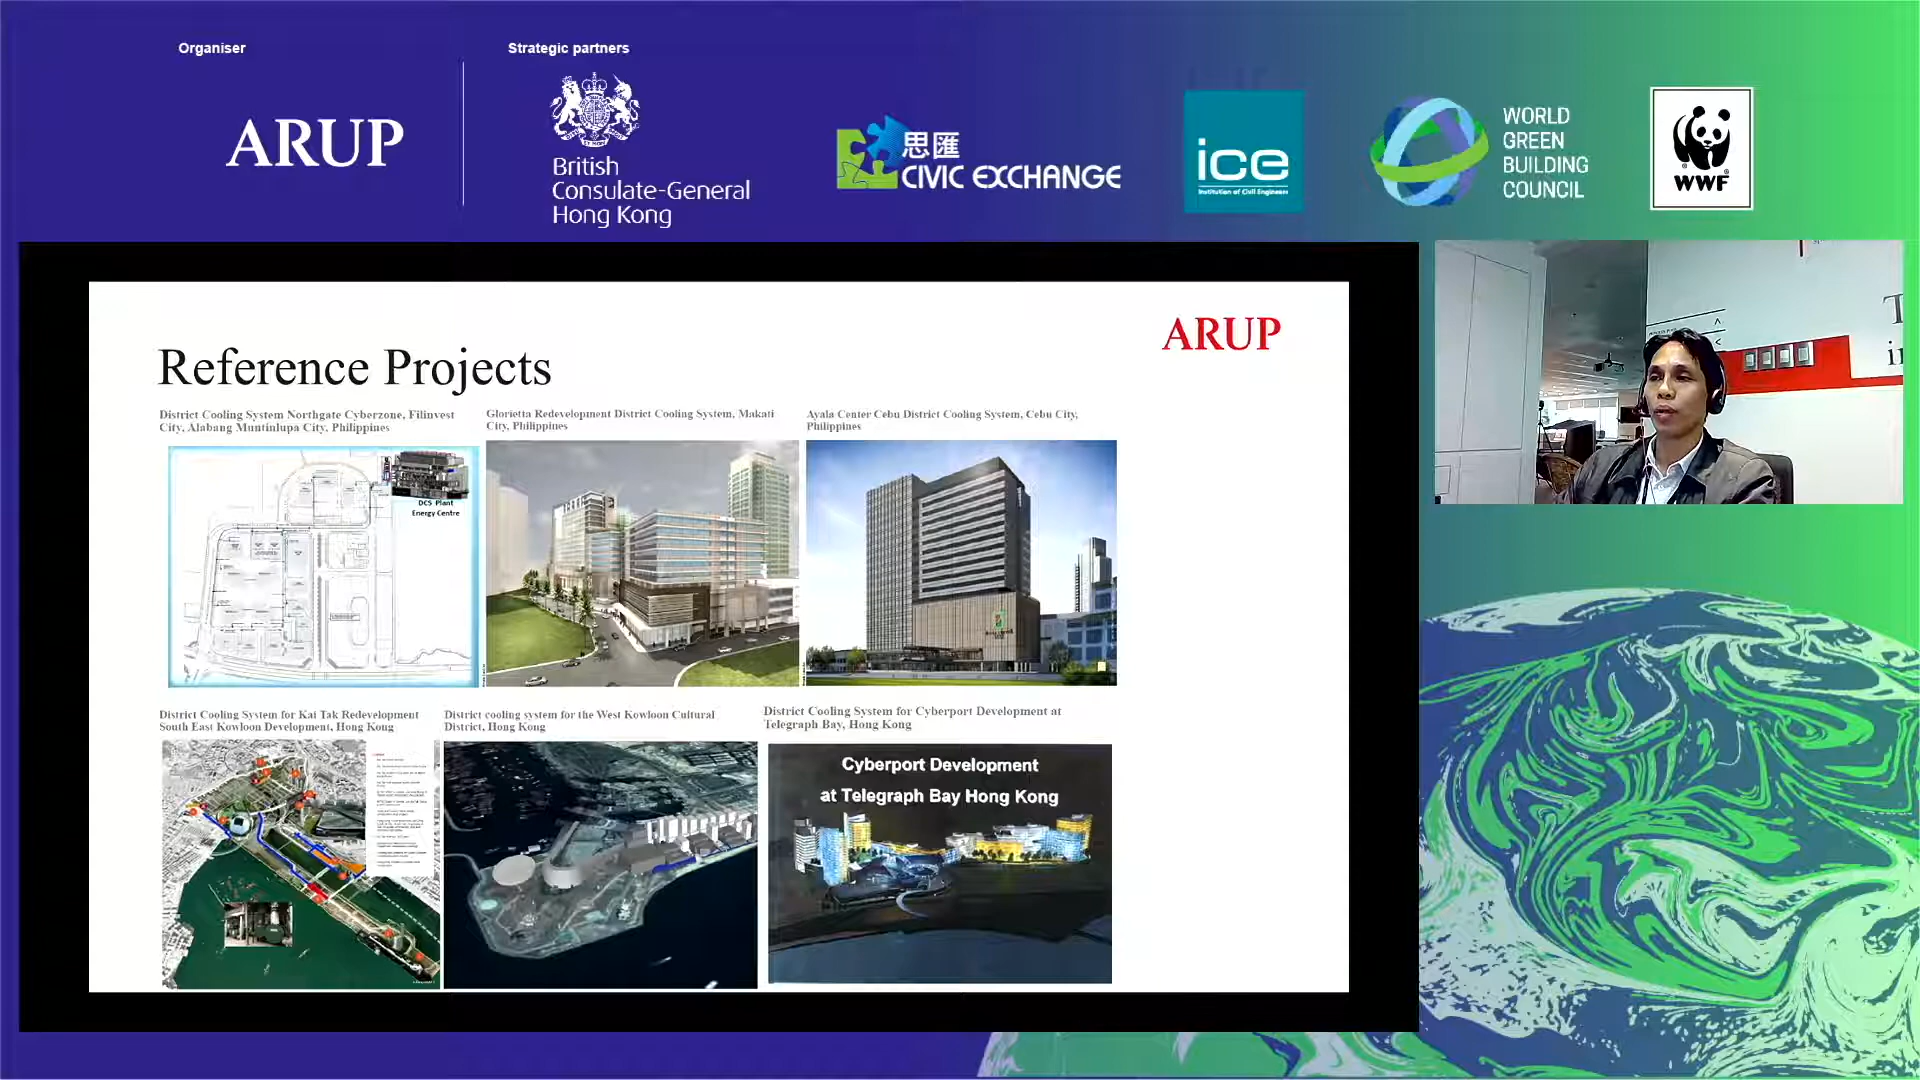 Organiser
Strategic partners
ARUP
British
Consulate-General
Hong Kong
思匯
CIVIC EXCHANGE
ice
Institution of Civil Engineers
WORLD
GREEN
BUILDING
COUNCIL
WWF
ARUP
Reference Projects
District Cooling System Northgate Cyberzone, Filinvest
City, Alabang Muntinlupa City, Philippines
Glorietta Redevelopment District Cooling System, Makati
City, Philippines
Ayala Center Cebu District Cooling System, Cebu City,
Philippines
DCS Plant
Energy Centre
District Cooling System for Kai Tak Redevelopment
South East Kowloon Development, Hong Kong
District cooling system for the West Kowloon Cultural
District, Hong Kong
District Cooling System for Cyberport Development at
Telegraph Bay, Hong Kong
Cyberport Development
at Telegraph Bay Hong Kong